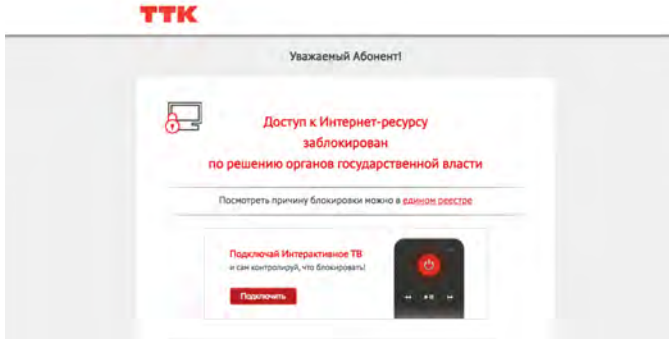 ТТК
Уважаемый Абонент!
Доступ к Интернет-ресурсу
заблокирован
по решению органов государственной власти
Посмотреть причину блокировки можно в едином реестре
Подключай Интерактивное ТВ
и сам контролируй, что блокировать!
Подключить